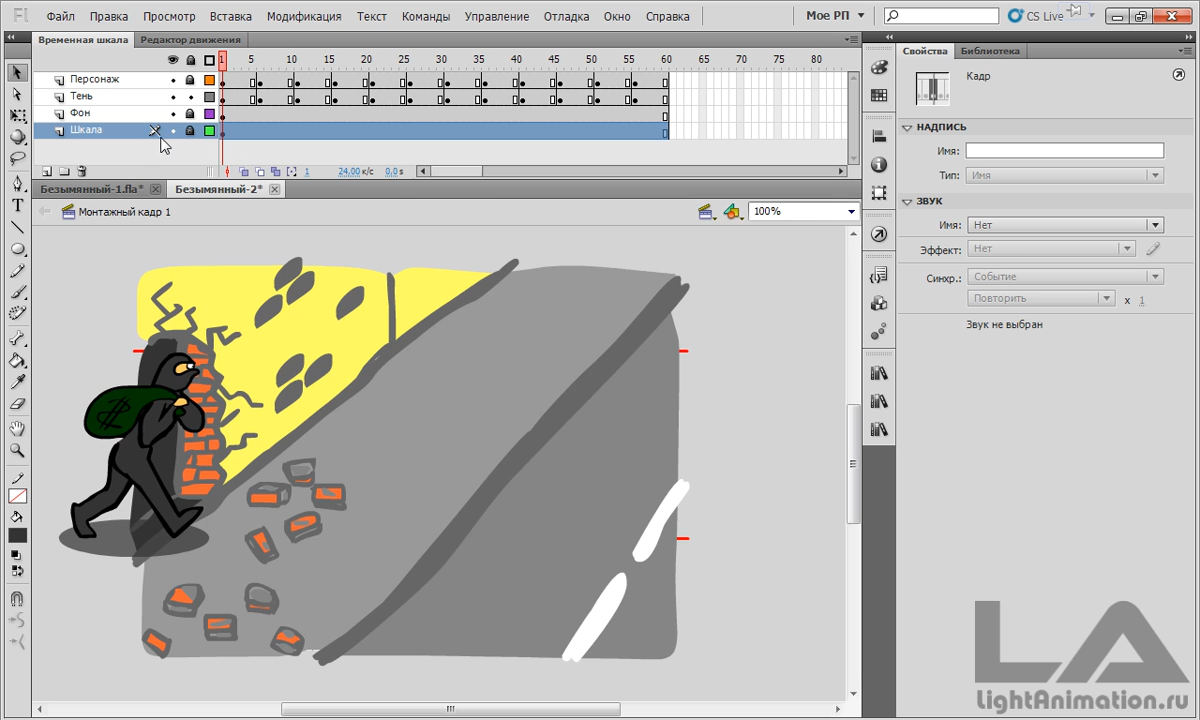 Fl Файл Правка Просмотр Вставка Модификация Текст Команды Управление Отладка Окно Справка Мое РП CS Live
Временная шкала Редактор движения
1 5 10 15 20 25 30 35 40 45 50 55 60 65 70 75 80
Персонаж
Тень
Фон
Шкала
1 24,00 к/с 0,0 s
Безымянный-1.fla* Безымянный-2*
Монтажный кадр 1 100%
Свойства Библиотека
Кадр
НАДПИСЬ
Имя:
Тип: Имя
ЗВУК
Имя: Нет
Эффект: Нет
Синхр.: Событие
Повторить x 1
Звук не выбран
T
LA
LightAnimation.ru